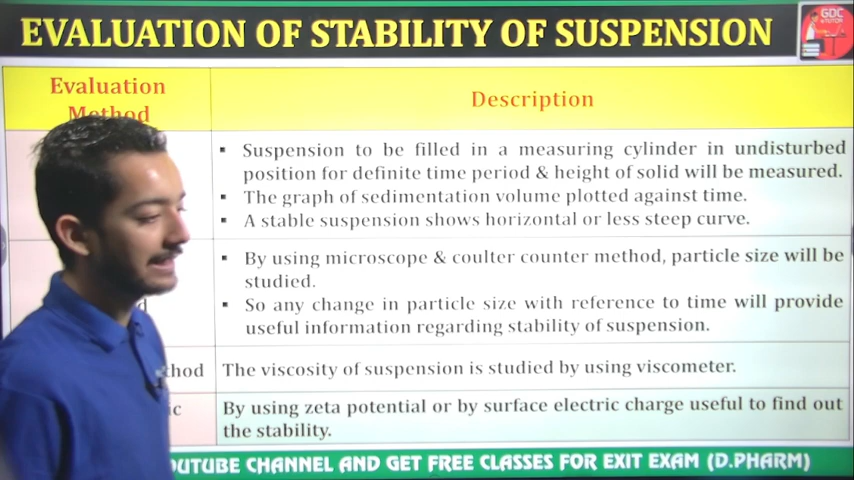 EVALUATION OF STABILITY OF SUSPENSION
GDC
Evaluation
Method
Description
▪ Suspension to be filled in a measuring cylinder in undisturbed
position for definite time period & height of solid will be measured.
▪ The graph of sedimentation volume plotted against time.
▪ A stable suspension shows horizontal or less steep curve.
▪ By using microscope & coulter counter method, particle size will be
studied.
▪ So any change in particle size with reference to time will provide
useful information regarding stability of suspension.
The viscosity of suspension is studied by using viscometer.
By using zeta potential or by surface electric charge useful to find out
the stability.
CHANNEL AND GET FREE CLASSES FOR EXIT EXAM (D.PHARM)